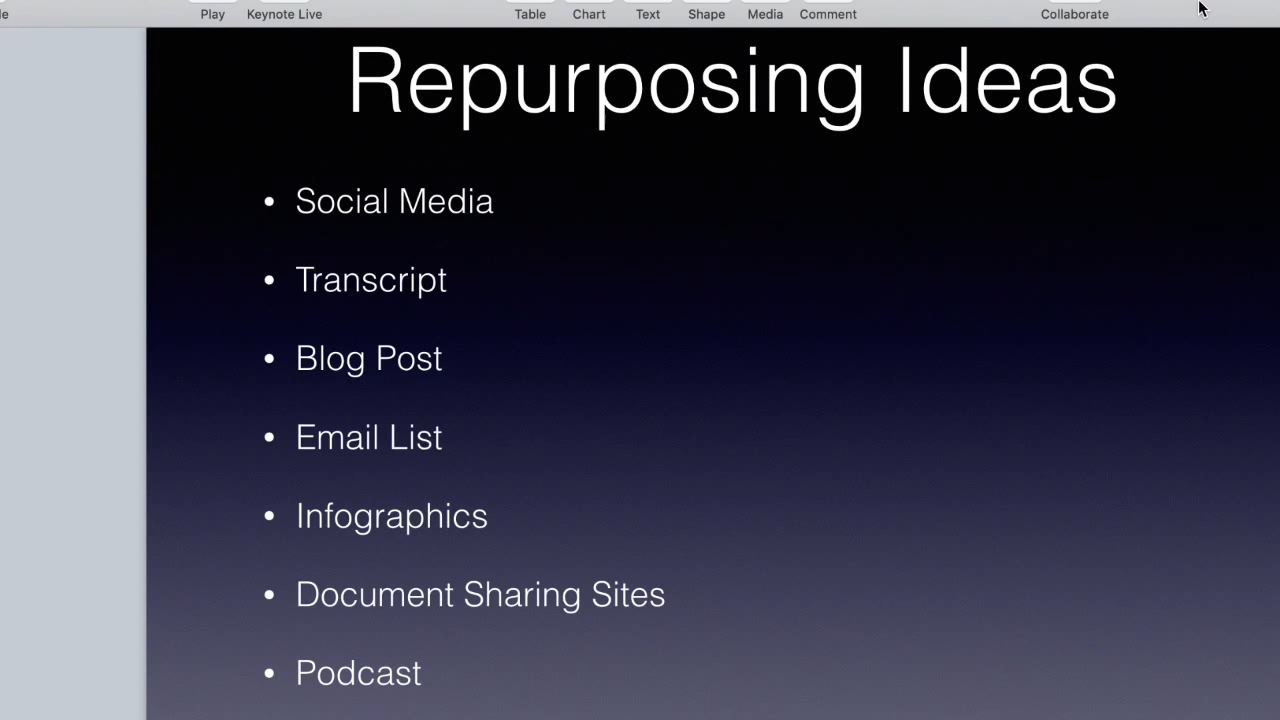 Play Keynote Live Table Chart Text Shape Media Comment Collaborate
Repurposing Ideas
• Social Media
• Transcript
• Blog Post
• Email List
• Infographics
• Document Sharing Sites
• Podcast